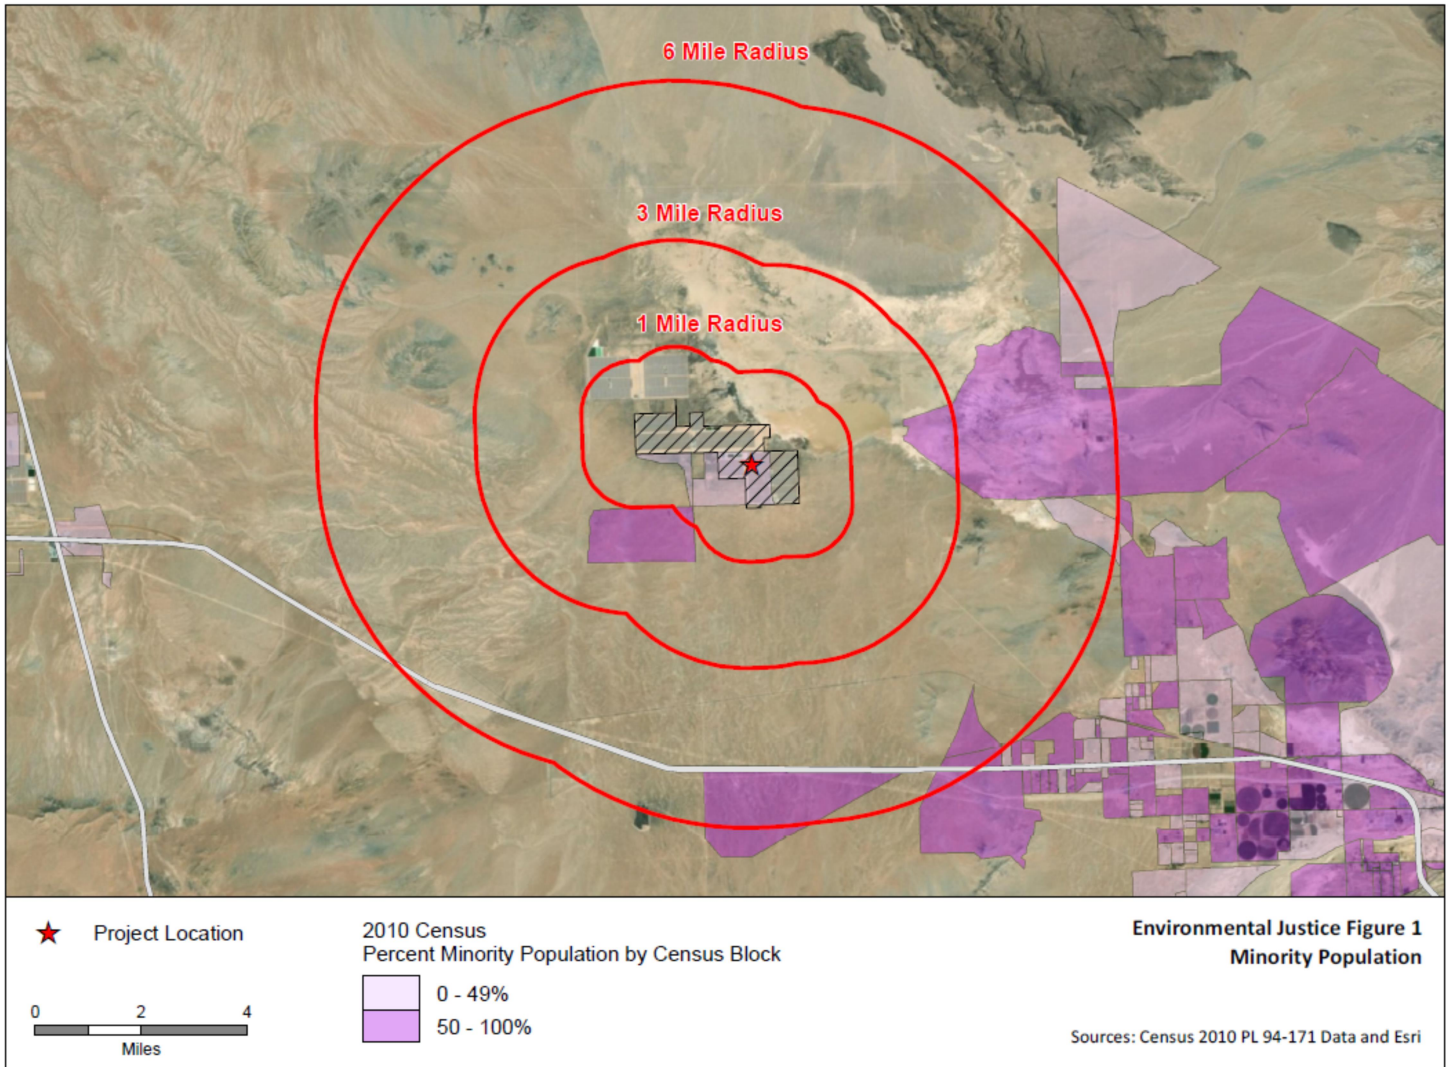 6 Mile Radius
3 Mile Radius
1 Mile Radius
Project Location
0 2 4
Miles
2010 Census
Percent Minority Population by Census Block
0 - 49%
50 - 100%
Environmental Justice Figure 1
Minority Population
Sources: Census 2010 PL 94-171 Data and Esri